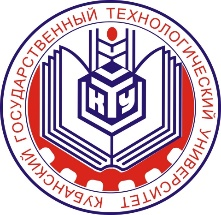 КУБАНСКИЙ ГОСУДАРСТВЕННЫЙ ТЕХНОЛОГИЧЕСКИЙ УНИВЕРСИТЕТ
КГТУ